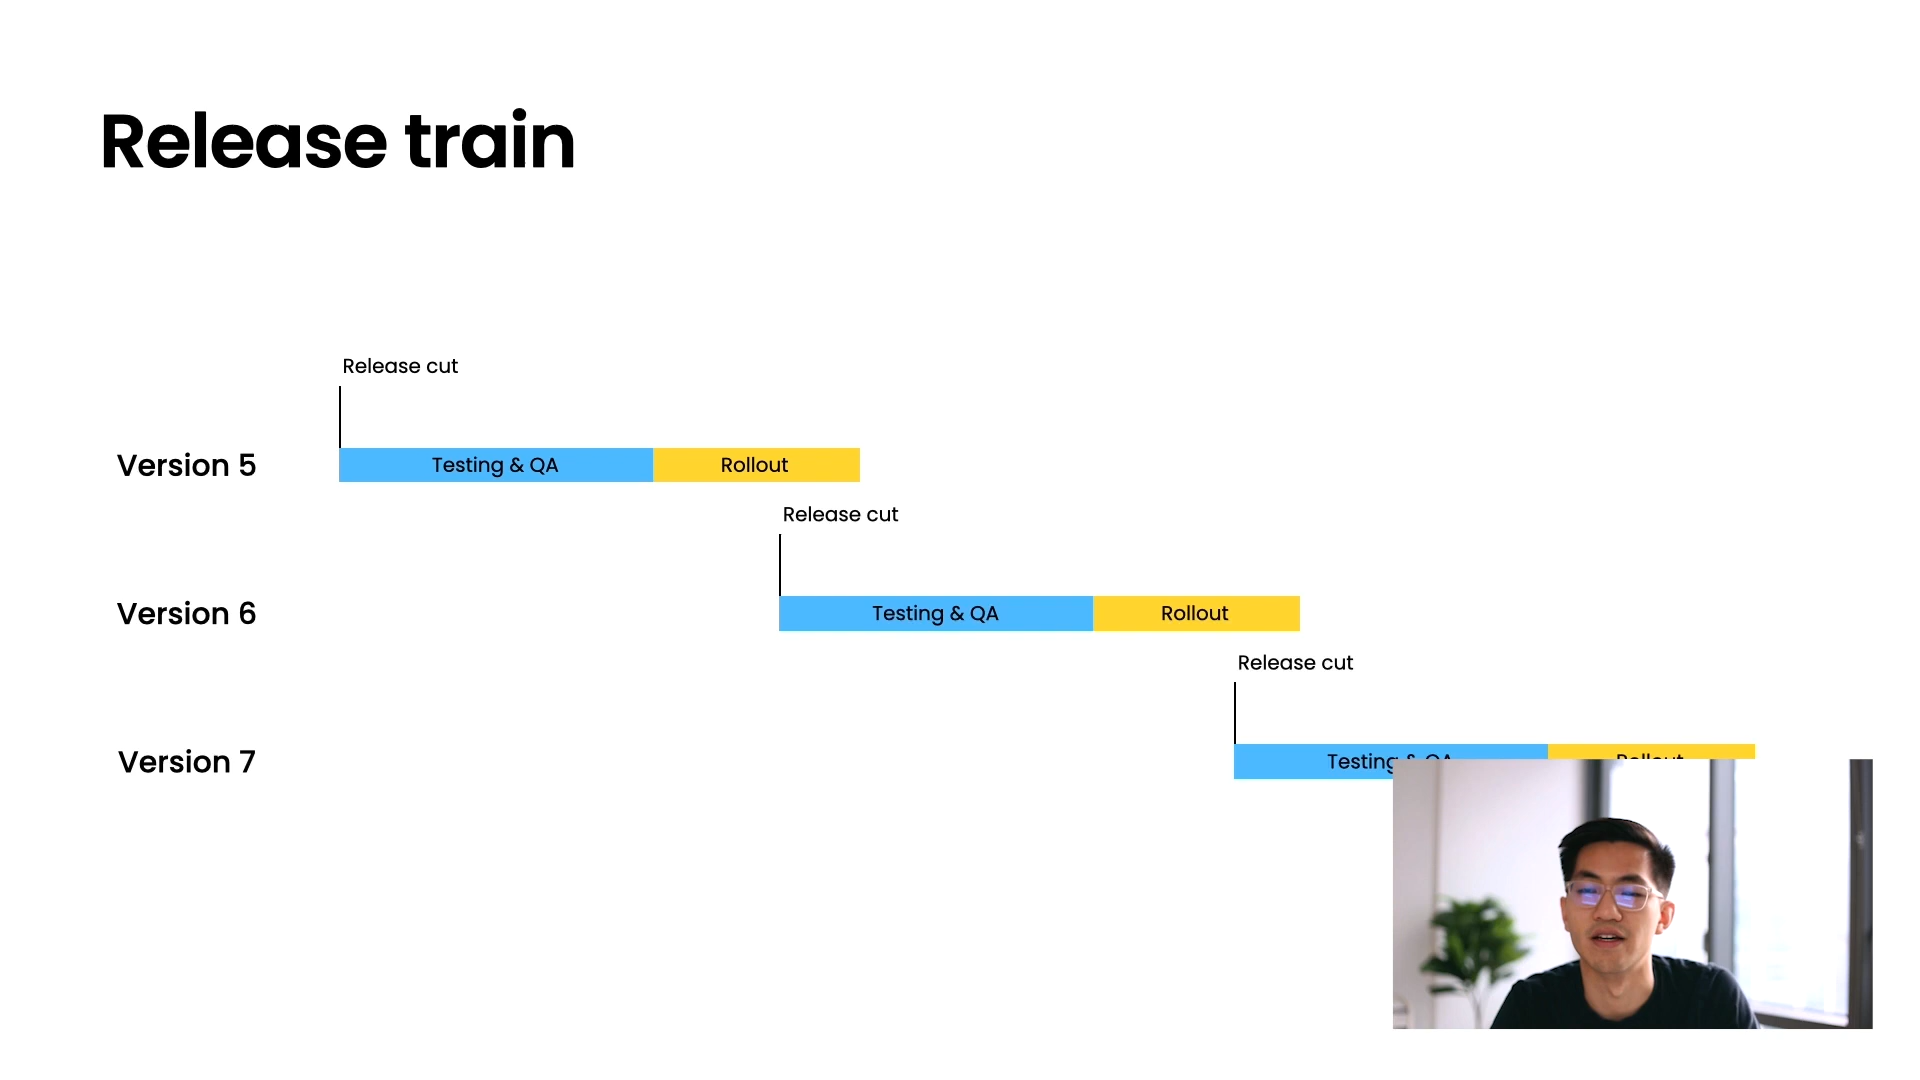 Release train
Release cut
Version 5
Testing & QA
Rollout
Release cut
Version 6
Testing & QA
Rollout
Release cut
Version 7
Testing & QA
Rollout